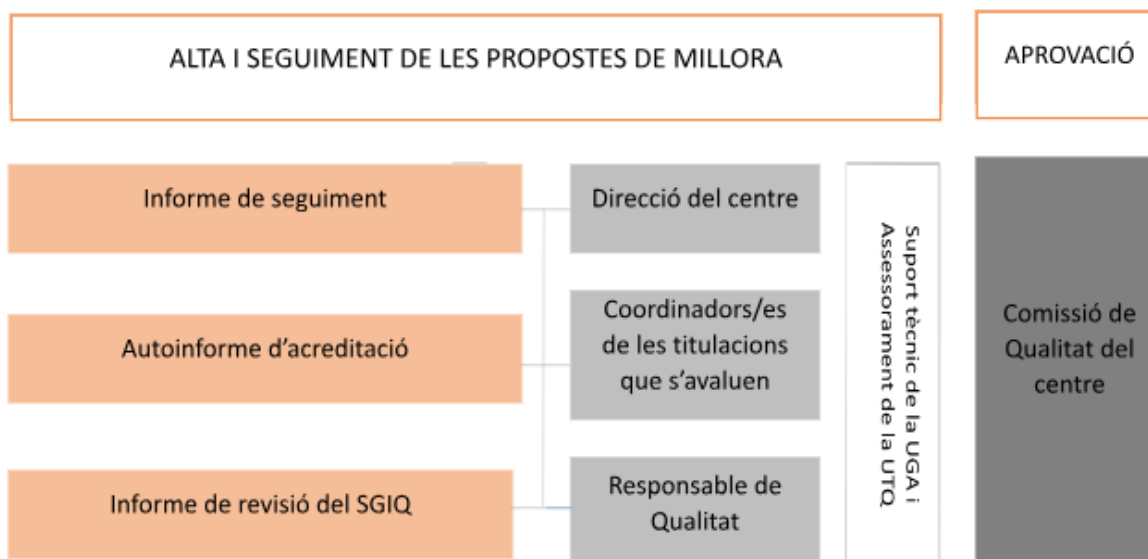 ALTA I SEGUIMENT DE LES PROPOSTES DE MILLORA
APROVACIÓ
Informe de seguiment
Direcció del centre
Autoinforme d'acreditació
Coordinadors/es
de les titulacions
que s'avaluen
Informe de revisió del SGIQ
Responsable de
Qualitat
Suport tècnic de la UGA i
Assessorament de la UTQ
Comissió de
Qualitat del
centre